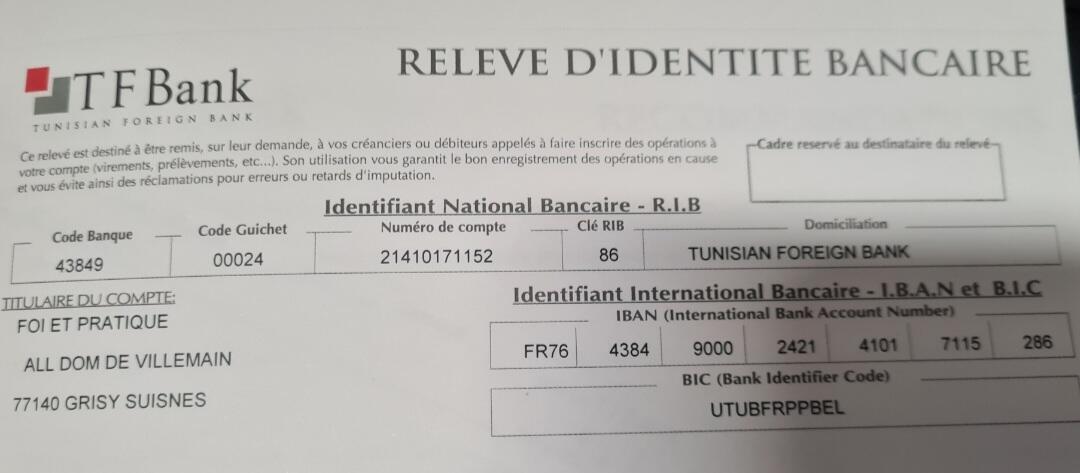 RELEVE D'IDENTITE BANCAIRE
TF Bank
TUNISIAN FOREIGN BANK
Ce relevé est destiné à être remis, sur leur demande, à vos créanciers ou débiteurs appelés à faire inscrire des opérations à
votre compte (virements, prélèvements, etc...). Son utilisation vous garantit le bon enregistrement des opérations en cause
et vous évite ainsi des réclamations pour erreurs ou retards d'imputation.
Cadre reservé au destinataire du relevé
Identifiant National Bancaire - R.I.B
Code Banque Code Guichet Numéro de compte Clé RIB Domiciliation
43849 00024 21410171152 86 TUNISIAN FOREIGN BANK
TITULAIRE DU COMPTE:
FOI ET PRATIQUE
ALL DOM DE VILLEMAIN
77140 GRISY SUISNES
Identifiant International Bancaire - I.B.A.N et B.I.C
IBAN (International Bank Account Number)
FR76 4384 9000 2421 4101 7115 286
BIC (Bank Identifier Code)
UTUBFRPPBEL